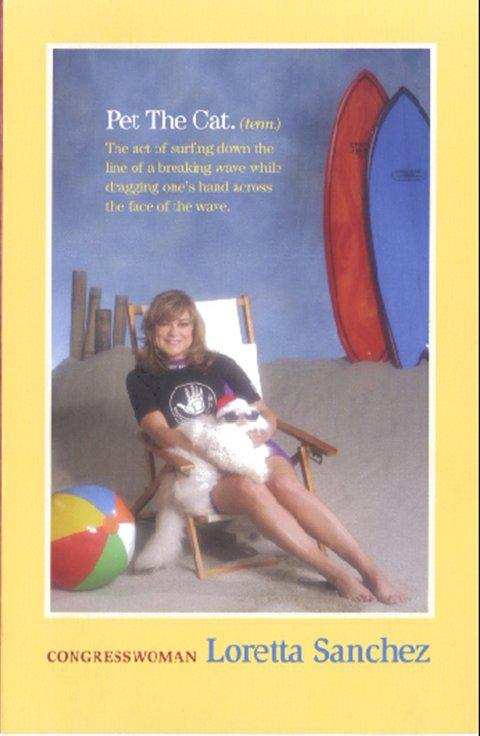 Pet The Cat. (term.)
The act of surfing down the
line of a breaking wave while
dragging one's hand across
the face of the wave.
CONGRESSWOMAN Loretta Sanchez